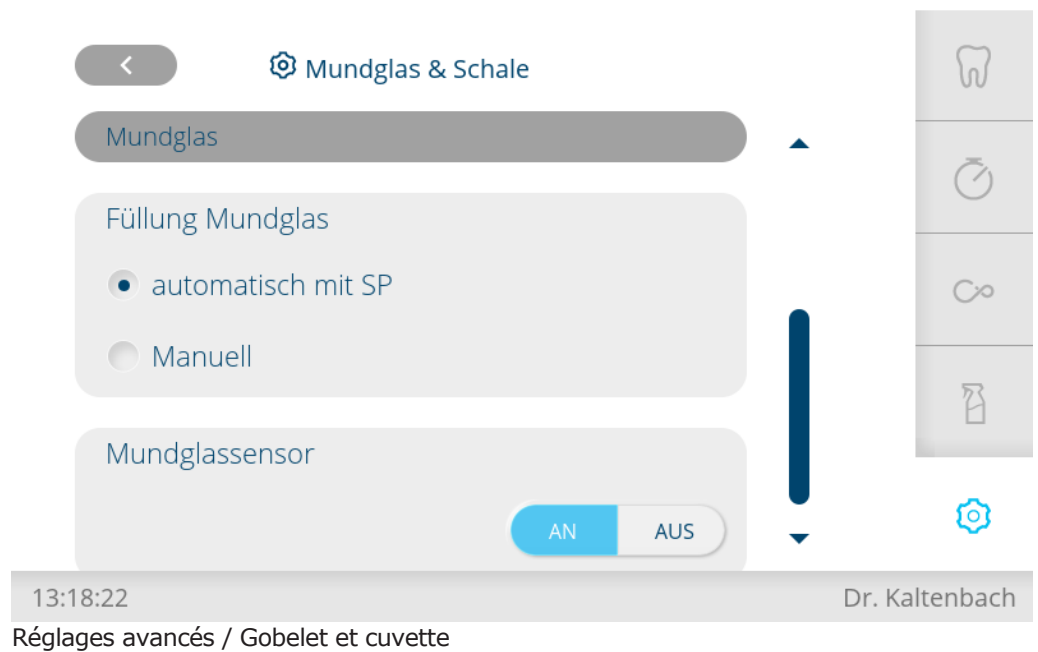 Mundglas & Schale
Mundglas
Füllung Mundglas
automatisch mit SP
Manuell
Mundglassensor
AN AUS
13:18:22 Dr. Kaltenbach
Réglages avancés / Gobelet et cuvette